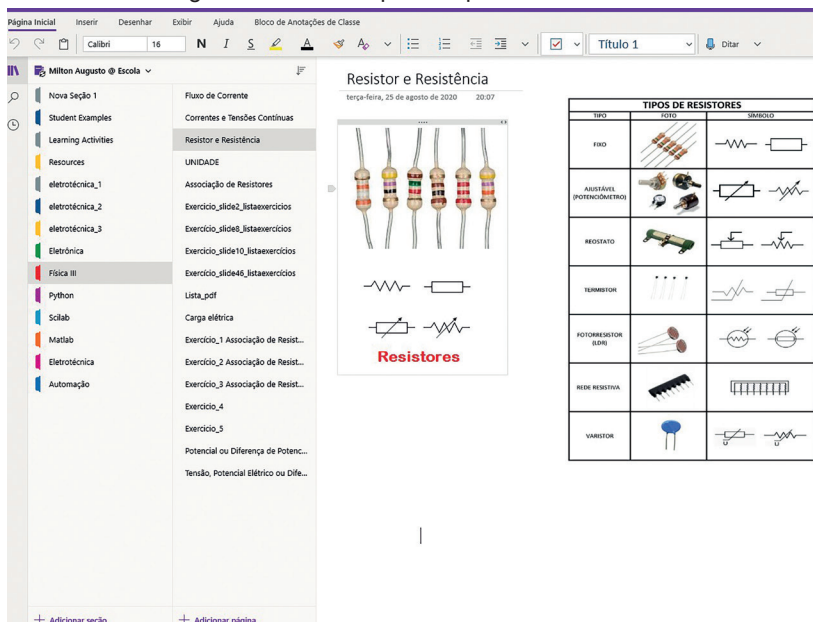 Página Inicial Inserir Desenhar Exibir Ajuda Bloco de Anotações de Classe
Calibri 16 N I S A Título 1 Ditar
Milton Augusto @ Escola
Nova Seção 1
Student Examples
Learning Activities
Resources
eletrotécnica_1
eletrotécnica_2
eletrotécnica_3
Eletrônica
Física III
Python
Scilab
Matlab
Eletrotécnica
Automação
Adicionar seção
Fluxo de Corrente
Correntes e Tensões Contínuas
Resistor e Resistência
UNIDADE
Associação de Resistores
Exercicio_slide2_listaexercicios
Exercício_slide8_listaexercícios
Exercicio_slide10_listaexercícios
Exercício_slide46_listaexercícios
Lista_pdf
Carga elétrica
Exercício_1 Associação de Resist...
Exercício_2 Associação de Resist...
Exercício_3 Associação de Resist...
Exercicio_4
Exercicio_5
Potencial ou Diferença de Potenc...
Tensão, Potencial Elétrico ou Dife...
Adicionar página
Resistor e Resistência
terça-feira, 25 de agosto de 2020 20:07
Resistores
TIPOS DE RESISTORES
TIPO FOTO SÍMBOLO
FIXO
AJUSTÁVEL
(POTENCIÔMETRO)
REOSTATO
TERMISTOR
FOTORRESISTOR
(LDR)
REDE RESISTIVA
VARISTOR
U U